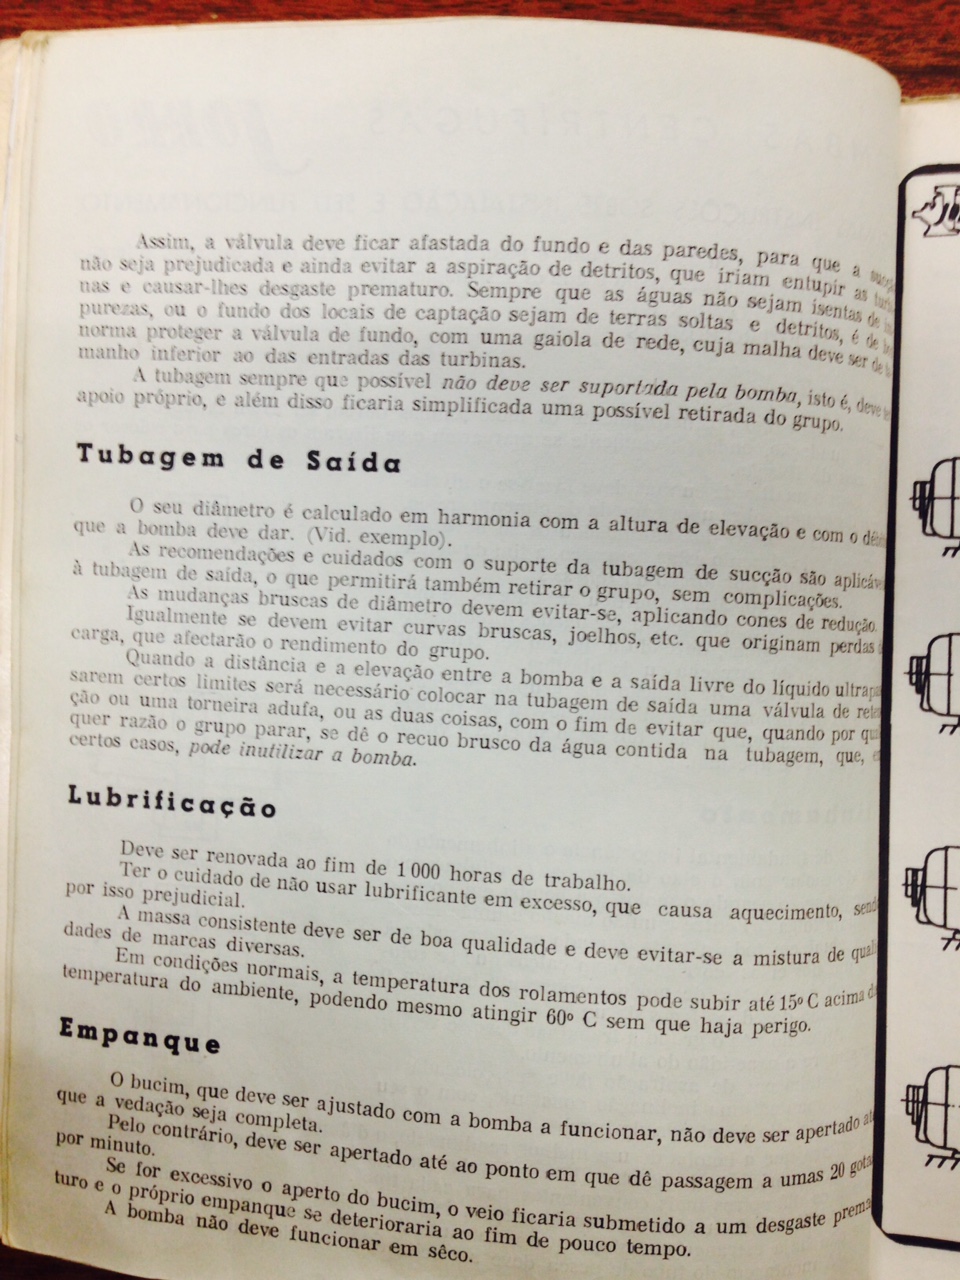 Assim, a válvula deve ficar afastada do fundo e das paredes, para que a
não seja prejudicada e ainda evitar a aspiração de detritos, que iriam entupir as
nas e causar-lhes desgaste prematuro. Sempre que as águas não sejam isentas de
purezas, ou o fundo dos locais de captação sejam de terras soltas e detritos, é de
norma proteger a válvula de fundo, com uma gaiola de rede, cuja malha deve ser de
manho inferior ao das entradas das turbinas.
A tubagem sempre que possível não deve ser suportada pela bomba, isto é, deve
apoio próprio, e além disso ficaria simplificada uma possível retirada do grupo.
Tubagem de Saída
O seu diâmetro é calculado em harmonia com a altura de elevação e com o
que a bomba deve dar. (Vid. exemplo).
As recomendações e cuidados com o suporte da tubagem de sucção são
à tubagem de saída, o que permitirá também retirar o grupo, sem complicações.
As mudanças bruscas de diâmetro devem evitar-se, aplicando cones de redução.
Igualmente se devem evitar curvas bruscas, joelhos, etc. que originam perdas
carga, que afectarão o rendimento do grupo.
Quando a distância e a elevação entre a bomba e a saída livre do líquido
sarem certos limites será necessário colocar na tubagem de saída uma válvula de
ção ou uma torneira adufa, ou as duas coisas, com o fim de evitar que, quando por
quer razão o grupo parar, se dê o recuo brusco da água contida na tubagem, que,
certos casos, pode inutilizar a bomba.
Lubrificação
Deve ser renovada ao fim de 1 000 horas de trabalho.
Ter o cuidado de não usar lubrificante em excesso, que causa aquecimento,
por isso prejudicial.
A massa consistente deve ser de boa qualidade e deve evitar-se a mistura de quali
dades de marcas diversas.
Em condições normais, a temperatura dos rolamentos pode subir até 15º C acima
temperatura do ambiente, podendo mesmo atingir 60º C sem que haja perigo.
Empanque
O bucim, que deve ser ajustado com a bomba a funcionar, não deve ser apertado
que a vedação seja completa.
Pelo contrário, deve ser apertado até ao ponto em que dê passagem a umas 20
por minuto.
Se for excessivo o aperto do bucim, o veio ficaria submetido a um desgaste prema
turo e o próprio empanque se deterioraria ao fim de pouco tempo.
A bomba não deve funcionar em sêco.